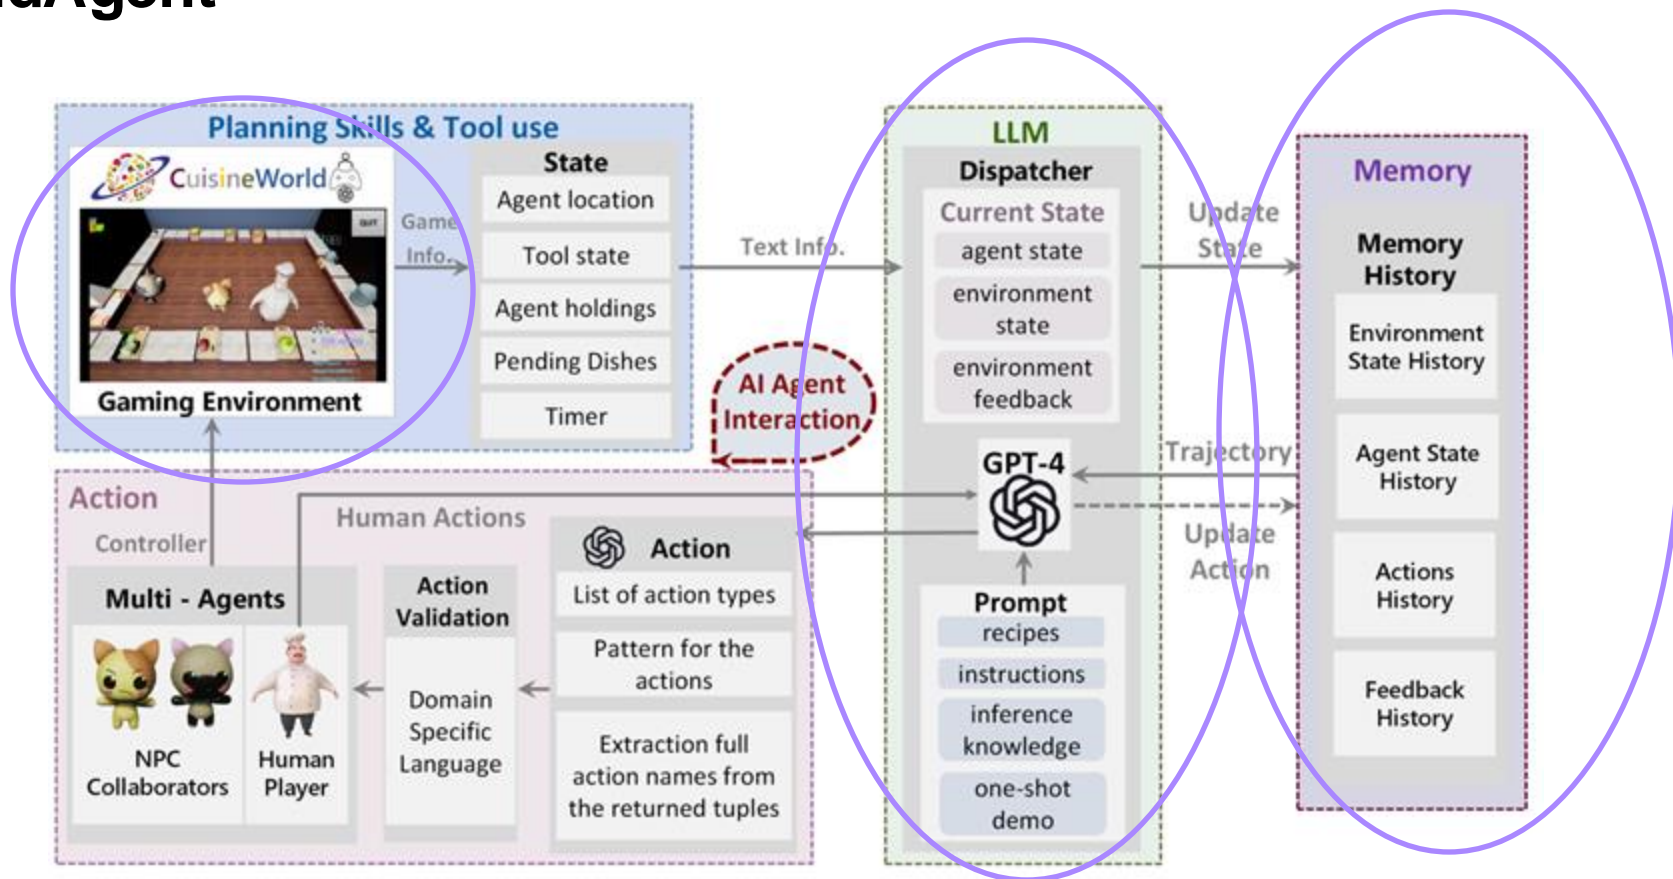 Planning Skills & Tool use
CuisineWorld
QUIT
Gaming Environment
Game
Info.
State
Agent location
Tool state
Agent holdings
Pending Dishes
Timer
Text Info.
AI Agent
Interaction
LLM
Dispatcher
Current State
agent state
environment
state
environment
feedback
GPT-4
Prompt
recipes
instructions
inference
knowledge
one-shot
demo
Update
State
Trajectory
Update
Action
Memory
Memory
History
Environment
State History
Agent State
History
Actions
History
Feedback
History
Action
Controller
Human Actions
Multi - Agents
NPC
Collaborators
Human
Player
Action
Validation
Domain
Specific
Language
Action
List of action types
Pattern for the
actions
Extraction full
action names from
the returned tuples